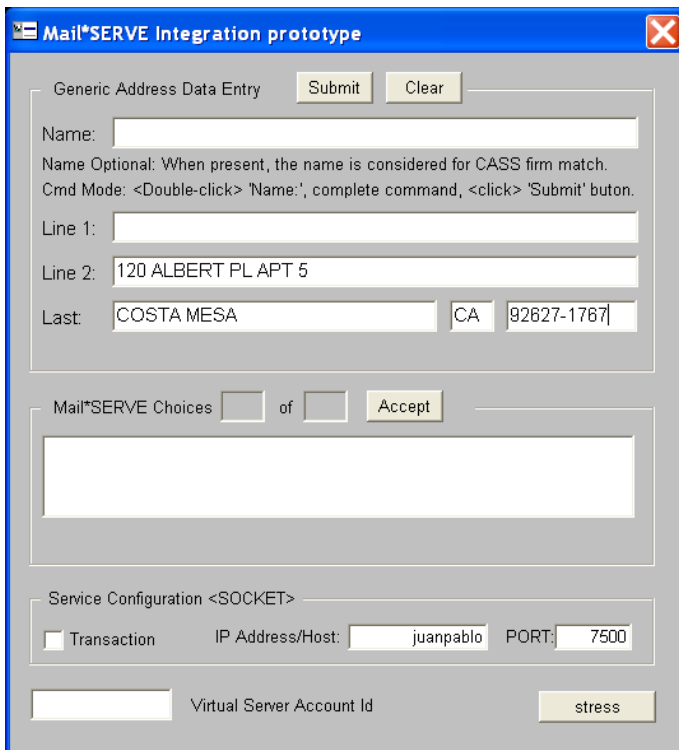 Mail*SERVE Integration prototype
Generic Address Data Entry Submit Clear
Name:
Name Optional: When present, the name is considered for CASS firm match.
Cmd Mode: <Double-click> 'Name:', complete command, <click> 'Submit' buton.
Line 1:
Line 2: 120 ALBERT PL APT 5
Last: COSTA MESA CA 92627-1767
Mail*SERVE Choices of Accept
Service Configuration <SOCKET>
Transaction IP Address/Host: juanpablo PORT: 7500
Virtual Server Account Id stress